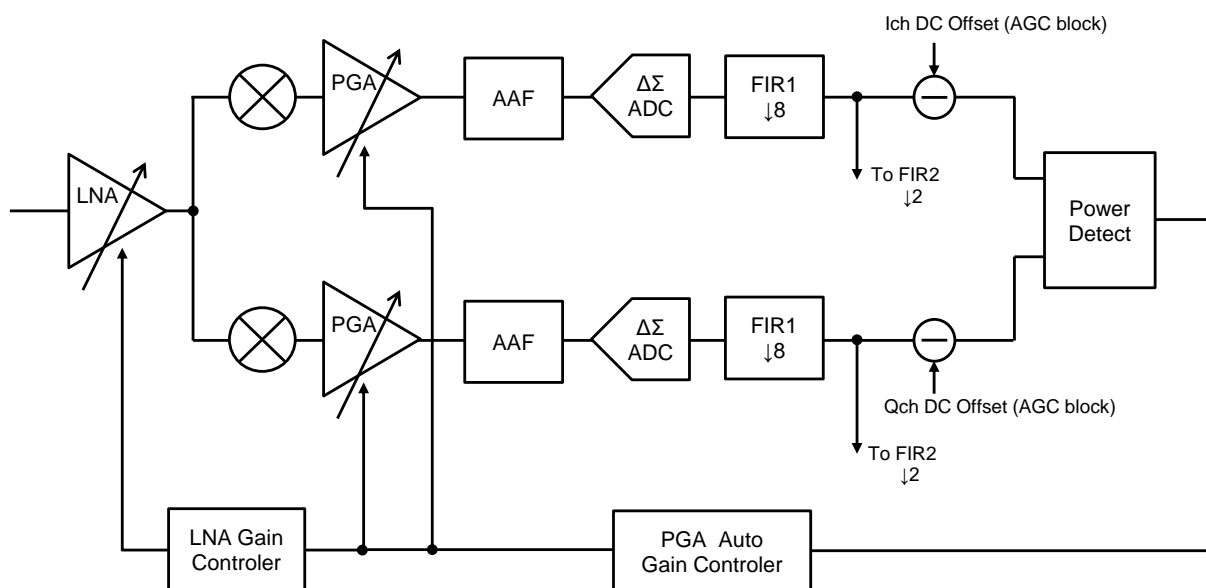 Ich DC Offset (AGC block)
PGA
AAF
ΔΣ
ADC
FIR1
↓8
To FIR2
↓2
LNA
Power
Detect
PGA
AAF
ΔΣ
ADC
FIR1
↓8
Qch DC Offset (AGC block)
To FIR2
↓2
LNA Gain
Controler
PGA Auto
Gain Controler